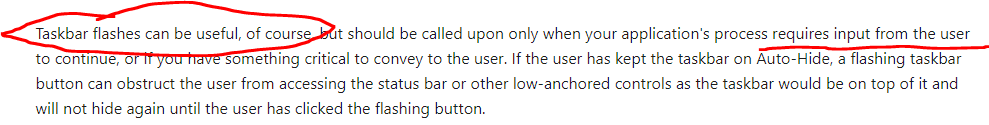 Taskbar flashes can be useful, of course, but should be called upon only when your application's process requires input from the user
to continue, or if you have something critical to convey to the user. If the user has kept the taskbar on Auto-Hide, a flashing taskbar
button can obstruct the user from accessing the status bar or other low-anchored controls as the taskbar would be on top of it and
will not hide again until the user has clicked the flashing button.